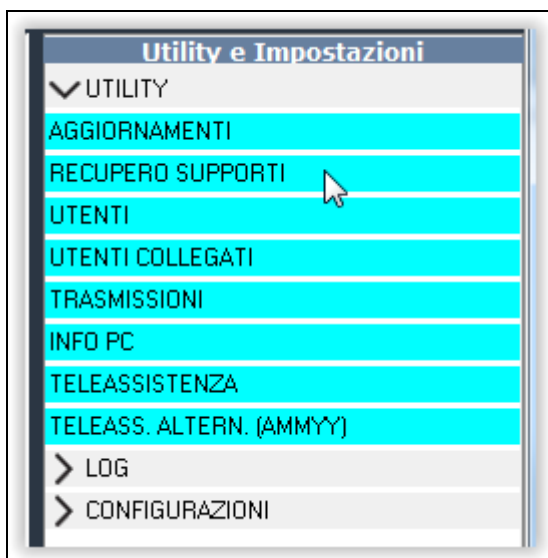 Utility e Impostazioni
UTILITY
AGGIORNAMENTI
RECUPERO SUPPORTI
UTENTI
UTENTI COLLEGATI
TRASMISSIONI
INFO PC
TELEASSISTENZA
TELEASS. ALTERN. (AMMYY)
LOG
CONFIGURAZIONI